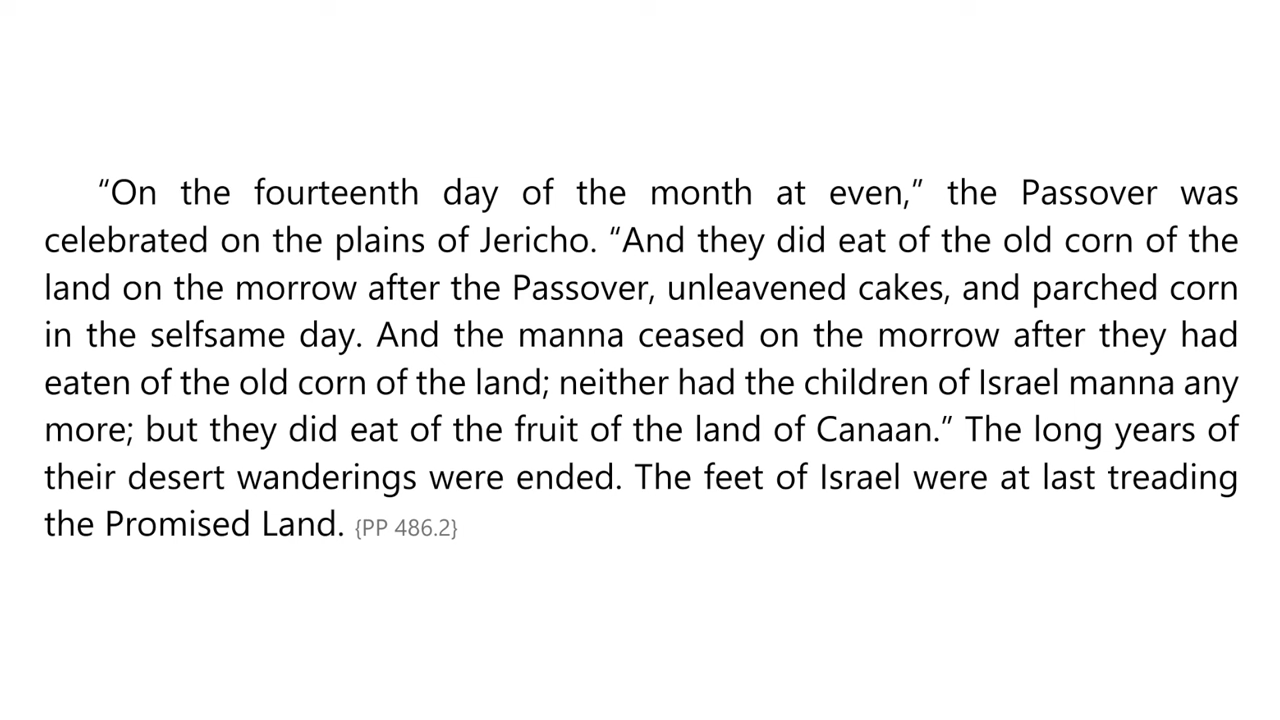 “On the fourteenth day of the month at even,” the Passover was
celebrated on the plains of Jericho. “And they did eat of the old corn of the
land on the morrow after the Passover, unleavened cakes, and parched corn
in the selfsame day. And the manna ceased on the morrow after they had
eaten of the old corn of the land; neither had the children of Israel manna any
more; but they did eat of the fruit of the land of Canaan.” The long years of
their desert wanderings were ended. The feet of Israel were at last treading
the Promised Land. {PP 486.2}